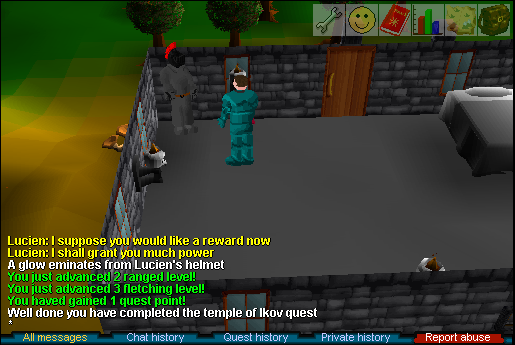 Lucien: I suppose you would like a reward now
Lucien: I shall grant you much power
A glow eminates from Lucien's helmet
You just advanced 2 ranged level!
You just advanced 3 fletching level!
You haved gained 1 quest point!
Well done you have completed the temple of Ikov quest
*
All messages Chat history Quest history Private history Report abuse